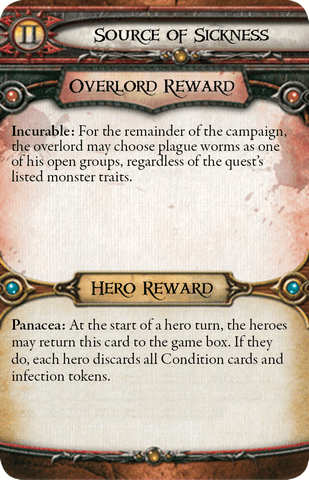 II
Source of Sickness
Overlord Reward
Incurable: For the remainder of the campaign,
the overlord may choose plague worms as one
of his open groups, regardless of the quest's
listed monster traits.
Hero Reward
Panacea: At the start of a hero turn, the heroes
may return this card to the game box. If they
do, each hero discards all Condition cards and
infection tokens.